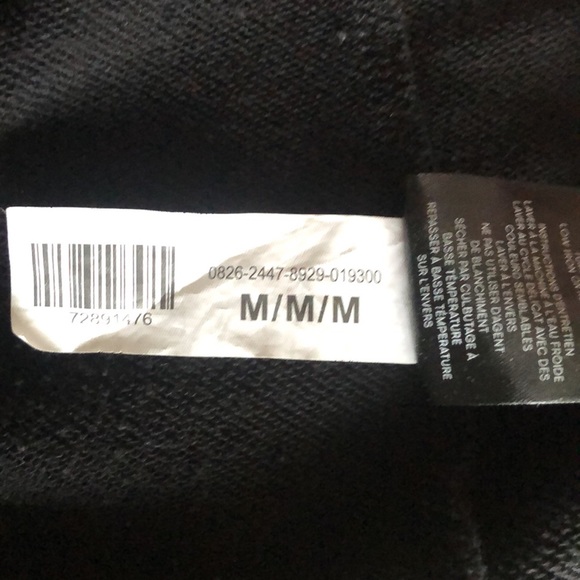 0826-2447-8929-019300
M/M/M
72891476
LOW IRON
INSTRUCTIONS D'ENTRETIEN
LAVER À LA MACHINE À L'EAU FROIDE
LAVER AU CYCLE DÉLICAT AVEC DES
COULEURS SEMBLABLES
LAVER À L'ENVERS
NE PAS UTILISER D'AGENT
DE BLANCHIMENT
SÉCHER PAR CULBUTAGE À
BASSE TEMPÉRATURE
REPASSER À BASSE TEMPÉRATURE
SUR L'ENVERS